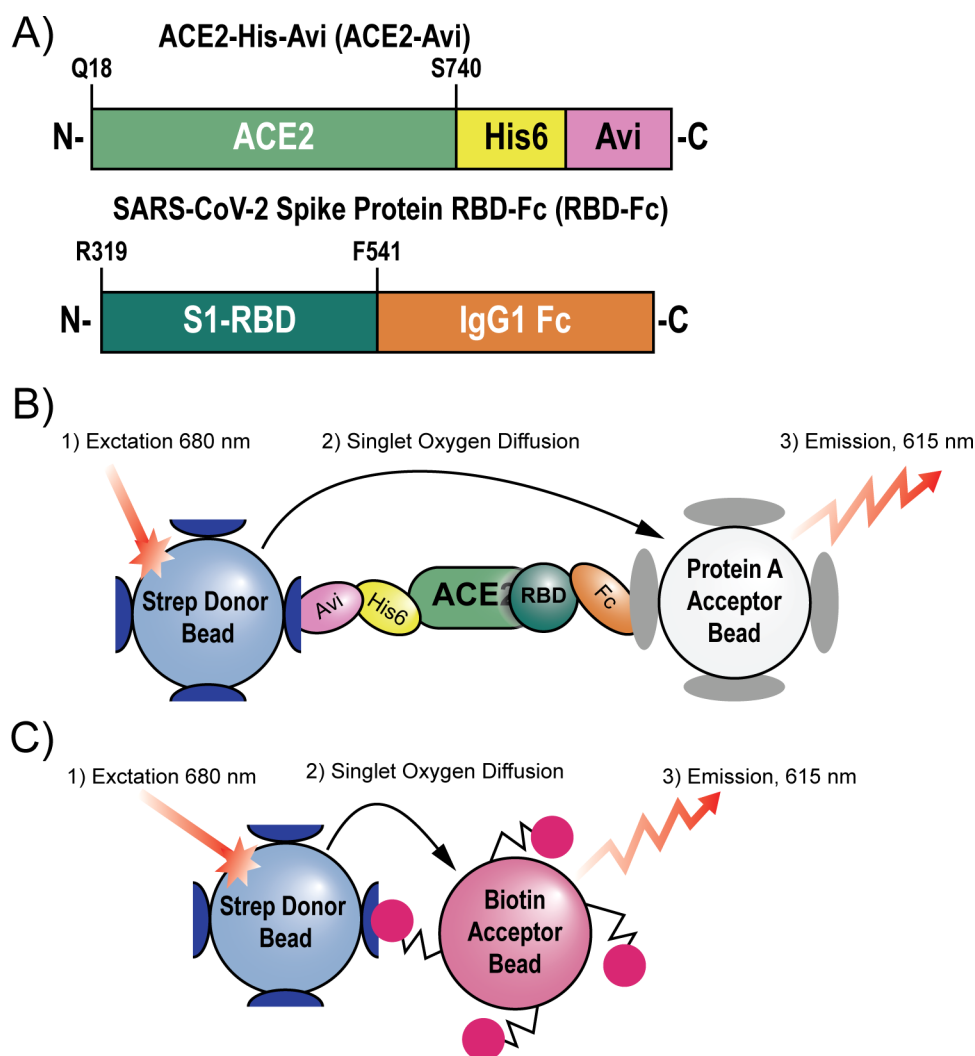 A)
ACE2-His-Avi (ACE2-Avi)
Q18 S740
N- ACE2 His6 Avi -C
SARS-CoV-2 Spike Protein RBD-Fc (RBD-Fc)
R319 F541
N- S1-RBD IgG1 Fc -C
B)
1) Exctation 680 nm 2) Singlet Oxygen Diffusion 3) Emission, 615 nm
Strep Donor
Bead
Avi His6 ACE2 RBD Fc
Protein A
Acceptor
Bead
C)
1) Exctation 680 nm 2) Singlet Oxygen Diffusion 3) Emission, 615 nm
Strep Donor
Bead
Biotin
Acceptor
Bead